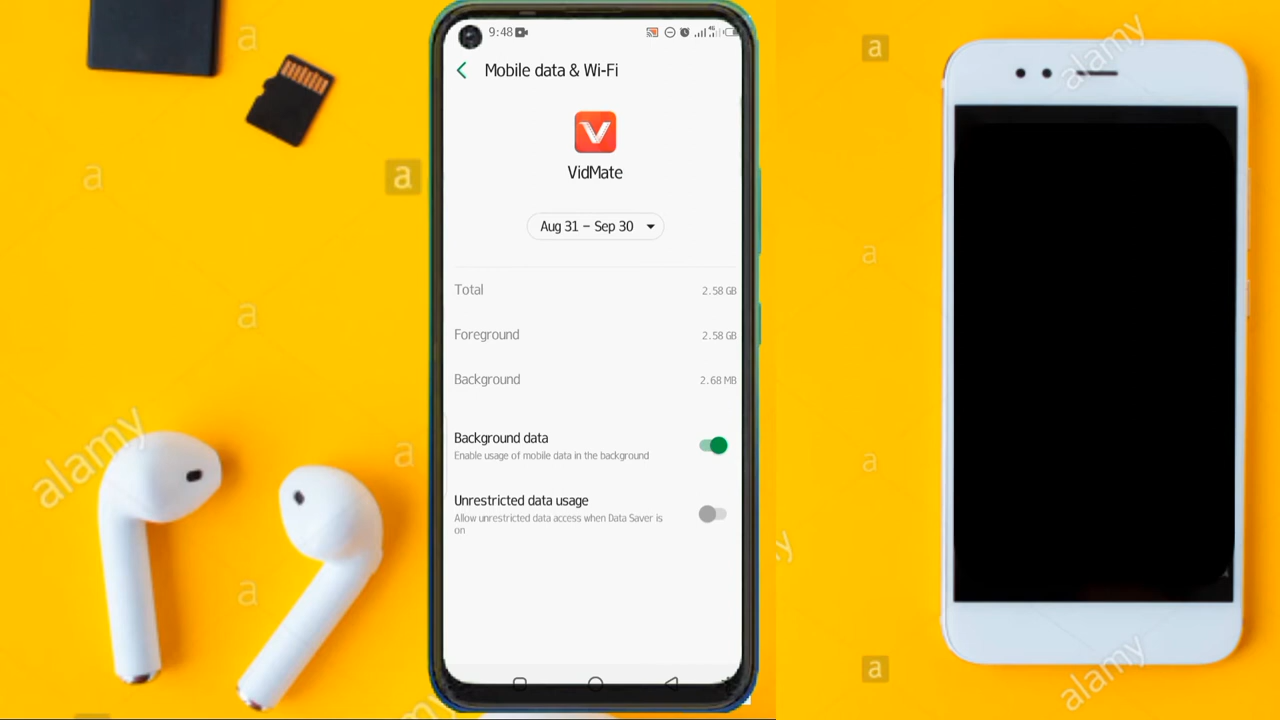 9:48
Mobile data & Wi-Fi
V
VidMate
Aug 31 – Sep 30
Total 2.58 GB
Foreground 2.58 GB
Background 2.68 MB
Background data
Enable usage of mobile data in the background
Unrestricted data usage
Allow unrestricted data access when Data Saver is
on
a
a
a
a
a
a
a
a
a
a
alamy
alamy
alamy